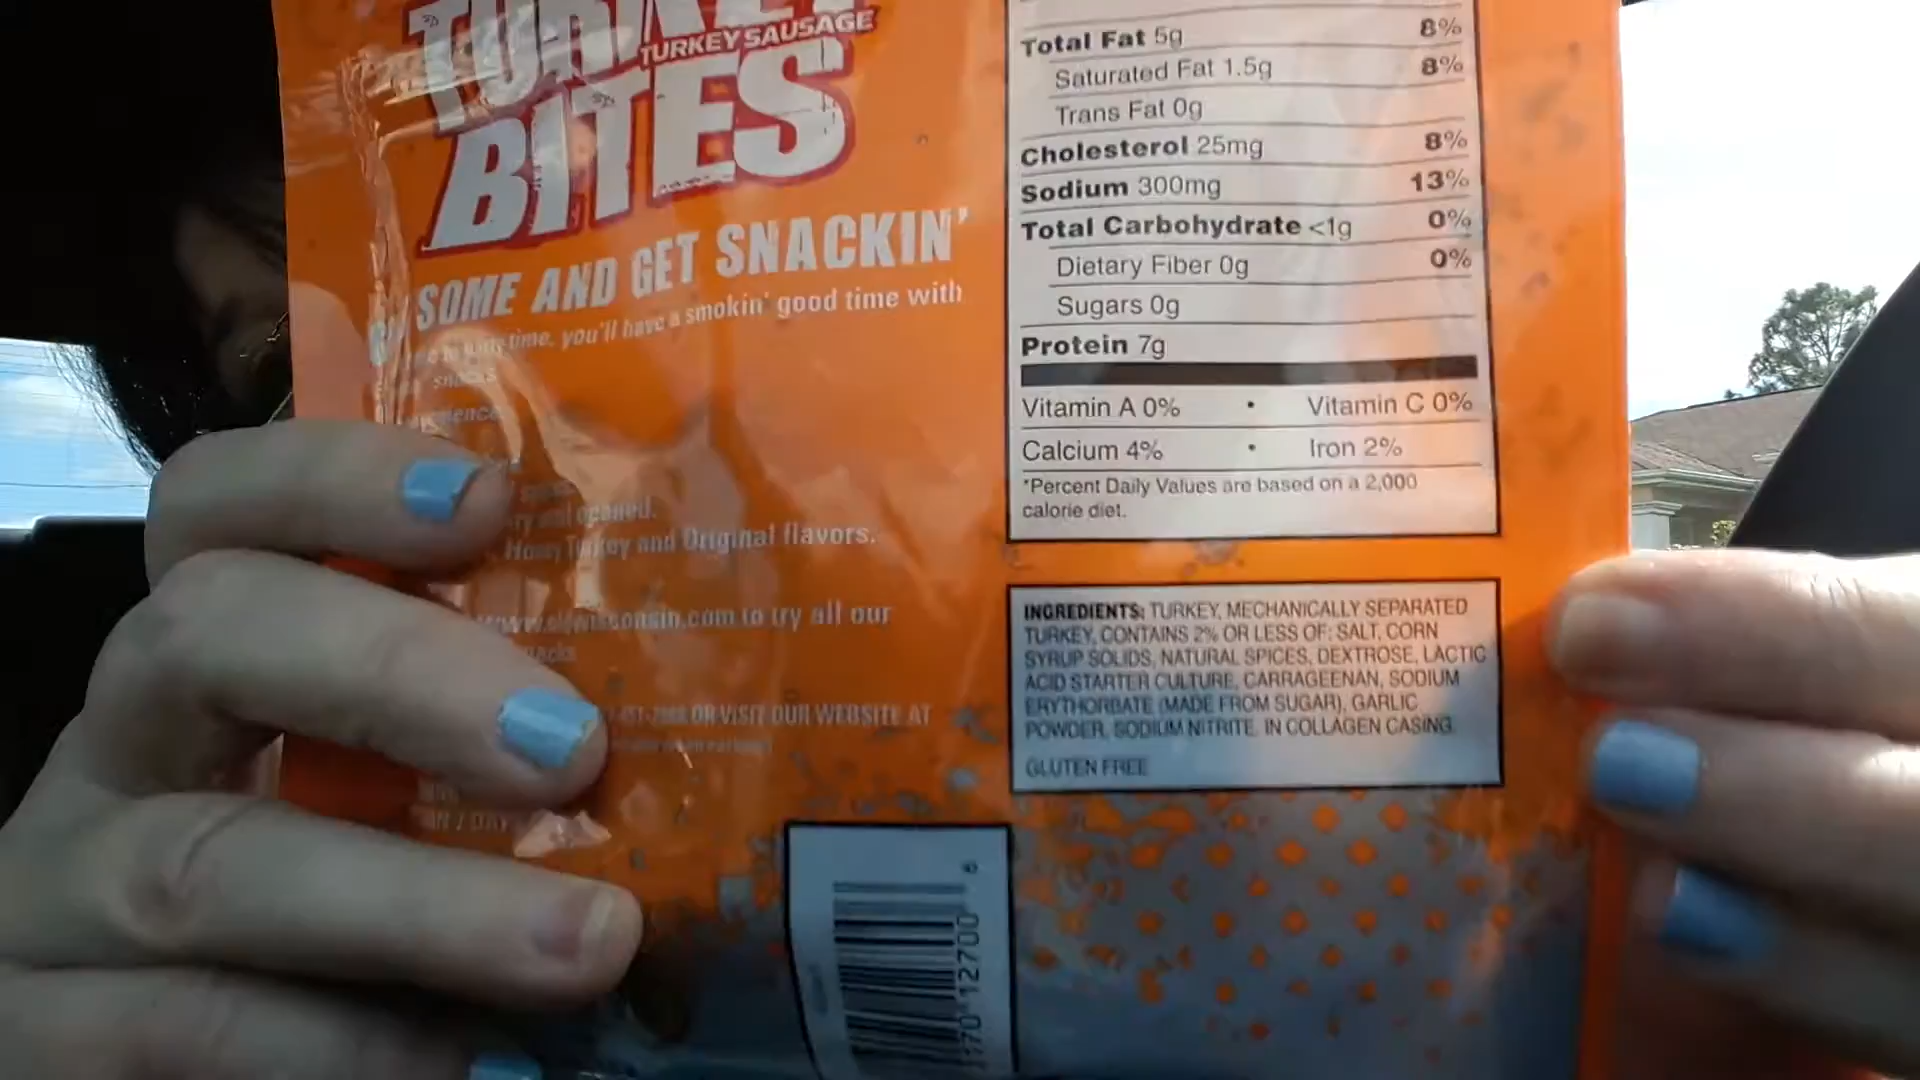 TURKEY
TURKEY SAUSAGE
BITES
SOME AND GET SNACKIN'
time, you'll have a smokin' good time with
snacks
Honey Turkey and Original flavors.
to try all our
OR VISIT OUR WEBSITE AT
Total Fat 5g 8%
Saturated Fat 1.5g 8%
Trans Fat 0g
Cholesterol 25mg 8%
Sodium 300mg 13%
Total Carbohydrate <1g 0%
Dietary Fiber 0g 0%
Sugars 0g
Protein 7g
Vitamin A 0% • Vitamin C 0%
Calcium 4% • Iron 2%
*Percent Daily Values are based on a 2,000
calorie diet.
INGREDIENTS: TURKEY, MECHANICALLY SEPARATED
TURKEY, CONTAINS 2% OR LESS OF: SALT, CORN
SYRUP SOLIDS, NATURAL SPICES, DEXTROSE, LACTIC
ACID STARTER CULTURE, CARRAGEENAN, SODIUM
ERYTHORBATE (MADE FROM SUGAR), GARLIC
POWDER, SODIUM NITRITE. IN COLLAGEN CASING.
GLUTEN FREE
170 12700 6